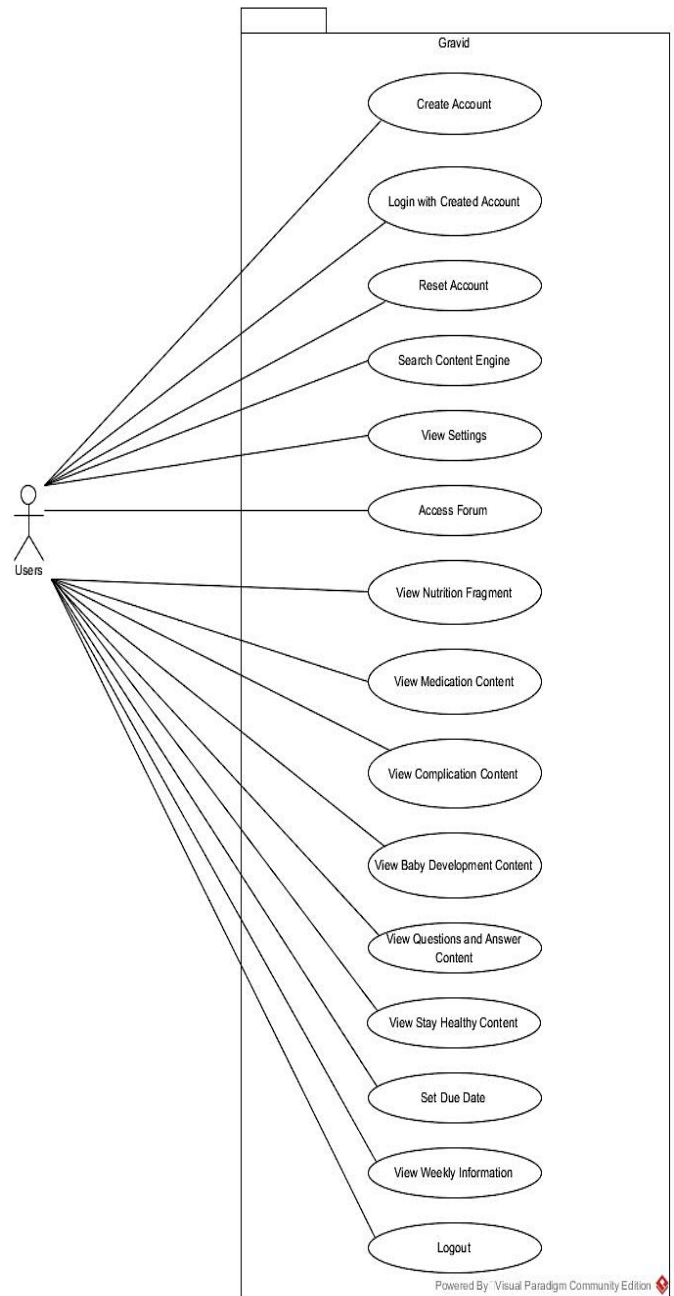 Gravid
Create Account
Login with Created Account
Reset Account
Search Content Engine
View Settings
Access Forum
Users
View Nutrition Fragment
View Medication Content
View Complication Content
View Baby Development Content
View Questions and Answer
Content
View Stay Healthy Content
Set Due Date
View Weekly Information
Logout
Powered By Visual Paradigm Community Edition